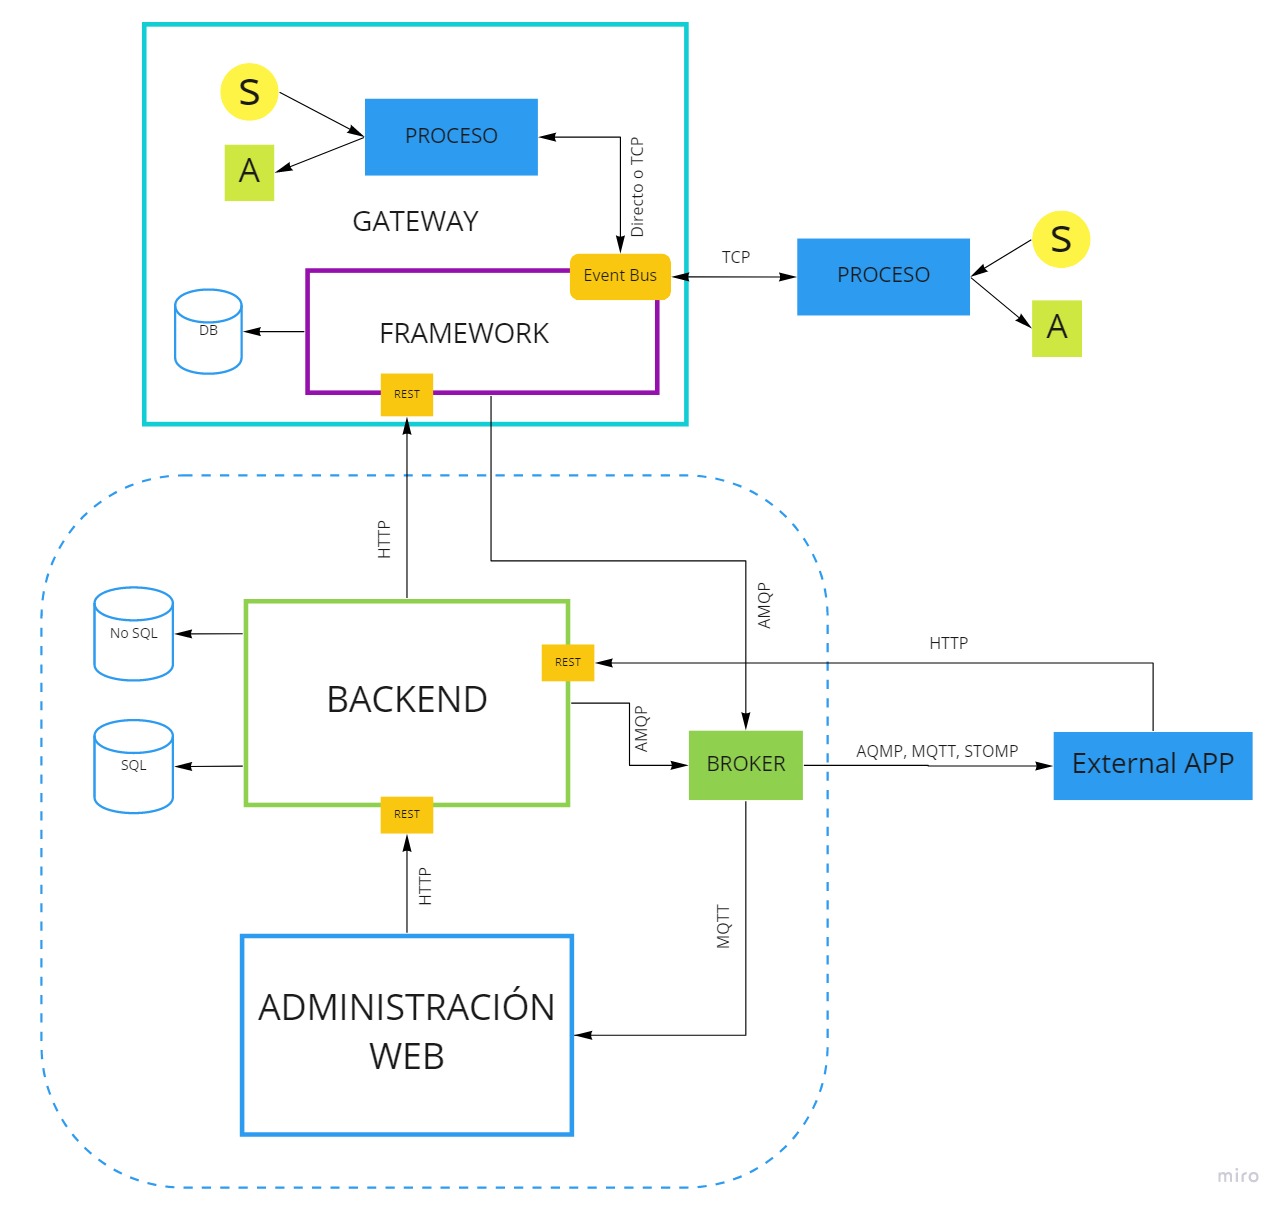 S
PROCESO
A
Directo o TCP
GATEWAY
Event Bus
TCP
S
PROCESO
A
DB
FRAMEWORK
REST
HTTP
AMQP
No SQL
REST
HTTP
BACKEND
AMQP
SQL
BROKER
AQMP, MQTT, STOMP
External APP
REST
HTTP
MQTT
ADMINISTRACIÓN
WEB
miro